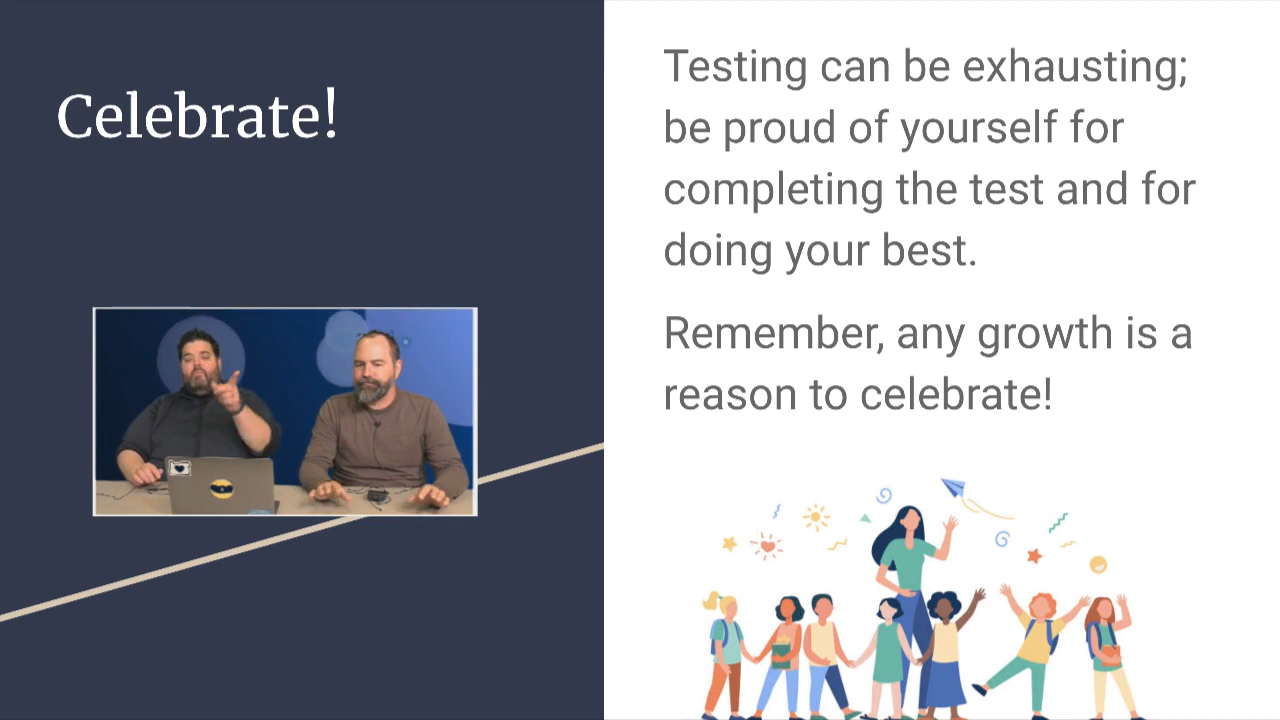 Celebrate!
Testing can be exhausting;
be proud of yourself for
completing the test and for
doing your best.
Remember, any growth is a
reason to celebrate!